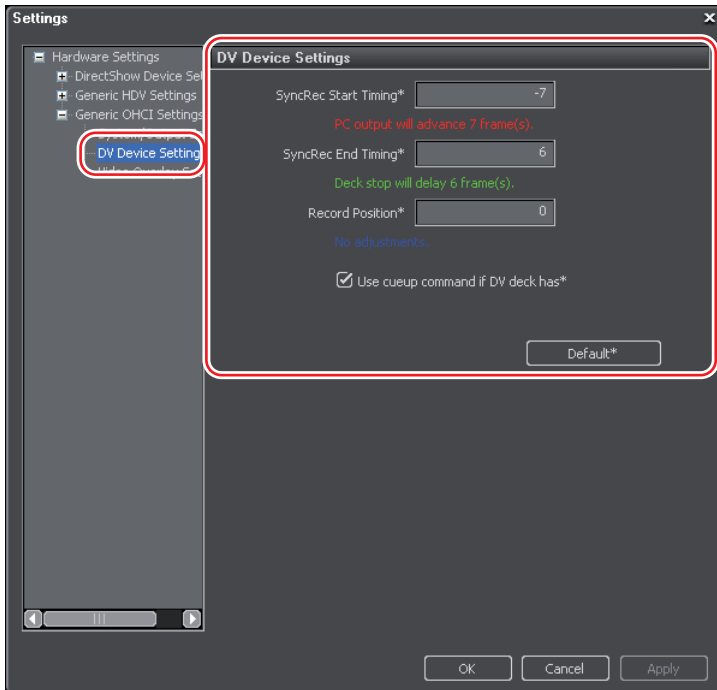 Settings
Hardware Settings
DirectShow Device Set
Generic HDV Settings
Generic OHCI Settings
DV Device Setting
DV Device Settings
SyncRec Start Timing* -7
PC output will advance 7 frame(s).
SyncRec End Timing* 6
Deck stop will delay 6 frame(s).
Record Position* 0
No adjustments.
Use cueup command if DV deck has*
Default*
OK Cancel Apply